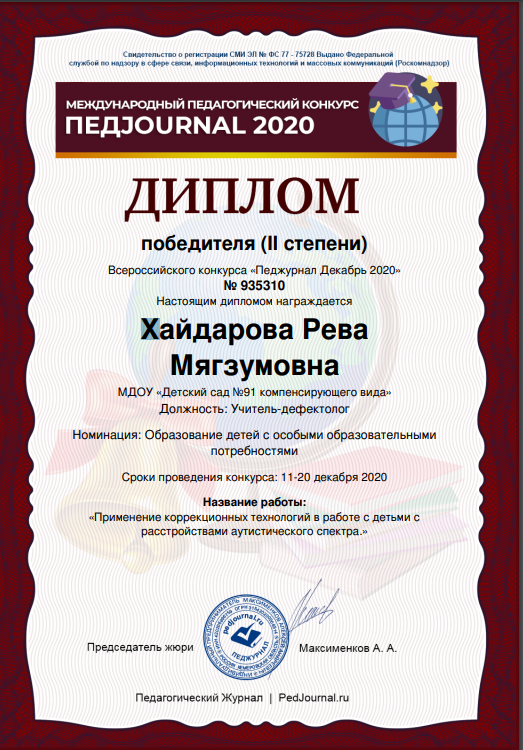 Свидетельство о регистрации СМИ ЭЛ № ФС 77 - 75728 Выдано Федеральной
службой по надзору в сфере связи, информационных технологий и массовых коммуникаций (Роскомнадзор)
МЕЖДУНАРОДНЫЙ ПЕДАГОГИЧЕСКИЙ КОНКУРС
ПЕДJOURNAL 2020
ДИПЛОМ
победителя (II степени)
Всероссийского конкурса «Педжурнал Декабрь 2020»
№ 935310
Настоящим дипломом награждается
Хайдарова Рева
Мягзумовна
МДОУ «Детский сад №91 компенсирующего вида»
Должность: Учитель-дефектолог
Номинация: Образование детей с особыми образовательными
потребностями
Сроки проведения конкурса: 11-20 декабря 2020
Название работы:
«Применение коррекционных технологий в работе с детьми с
расстройствами аутистического спектра.»
pedjournal.ru
ПЕДЖУРНАЛ
Председатель жюри
Максименков А. А.
Педагогический Журнал | PedJournal.ru